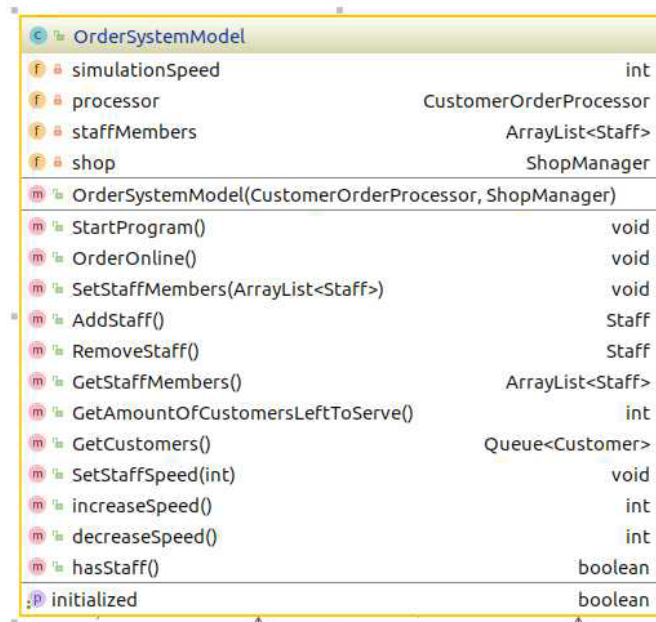 OrderSystemModel
simulationSpeed int
processor CustomerOrderProcessor
staffMembers ArrayList<Staff>
shop ShopManager
OrderSystemModel(CustomerOrderProcessor, ShopManager)
StartProgram() void
OrderOnline() void
SetStaffMembers(ArrayList<Staff>) void
AddStaff() Staff
RemoveStaff() Staff
GetStaffMembers() ArrayList<Staff>
GetAmountOfCustomersLeftToServe() int
GetCustomers() Queue<Customer>
SetStaffSpeed(int) void
increaseSpeed() int
decreaseSpeed() int
hasStaff() boolean
initialized boolean